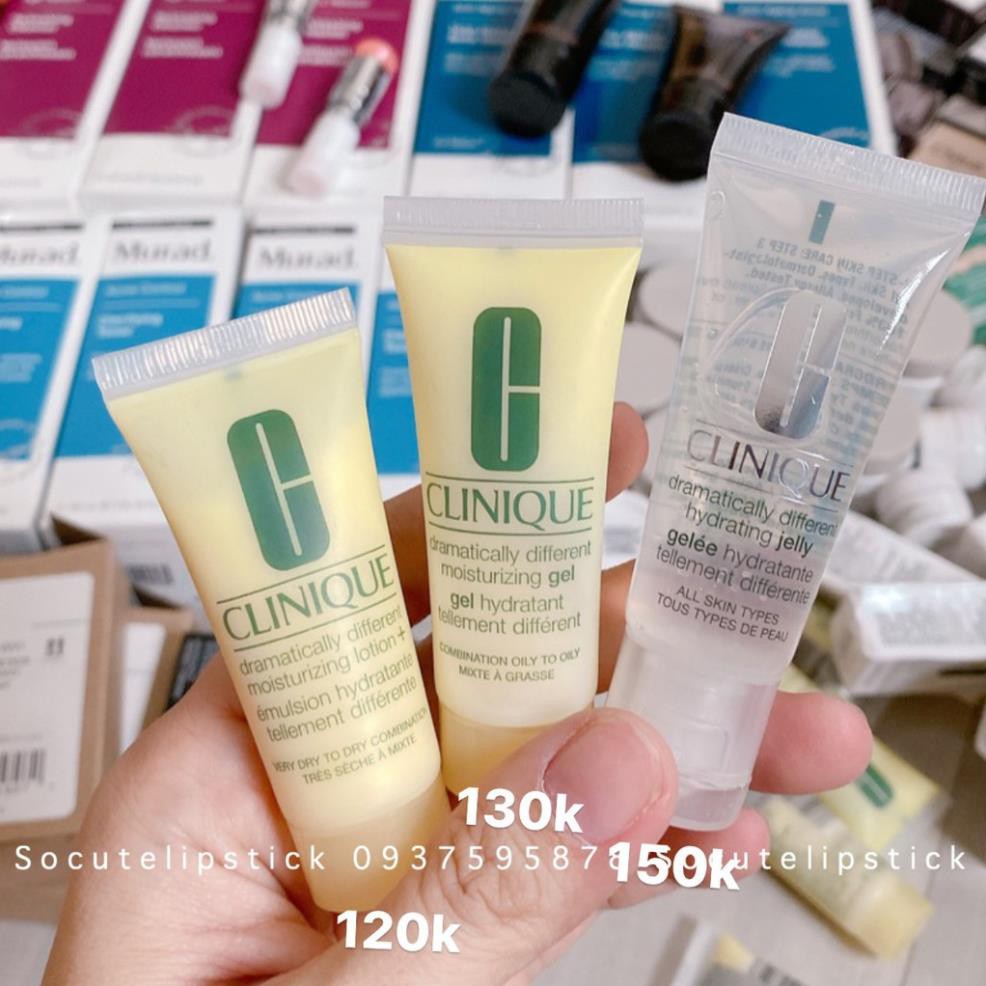 Murad.
Murad.
Murad.
CLINIQUE
dramatically different
moisturizing lotion+
émulsion hydratante
tellement différente
VERY DRY TO DRY COMBINATION
TRÈS SÈCHE À MIXTE
CLINIQUE
dramatically different
moisturizing gel
gel hydratant
tellement différent
COMBINATION OILY TO OILY
MIXTE À GRASSE
CLINIQUE
dramatically different
hydrating jelly
gelée hydratante
tellement différente
ALL SKIN TYPES
TOUS TYPES DE PEAU
130k
Socutelipstick 0937595878 Socutelipstick
150k
120k